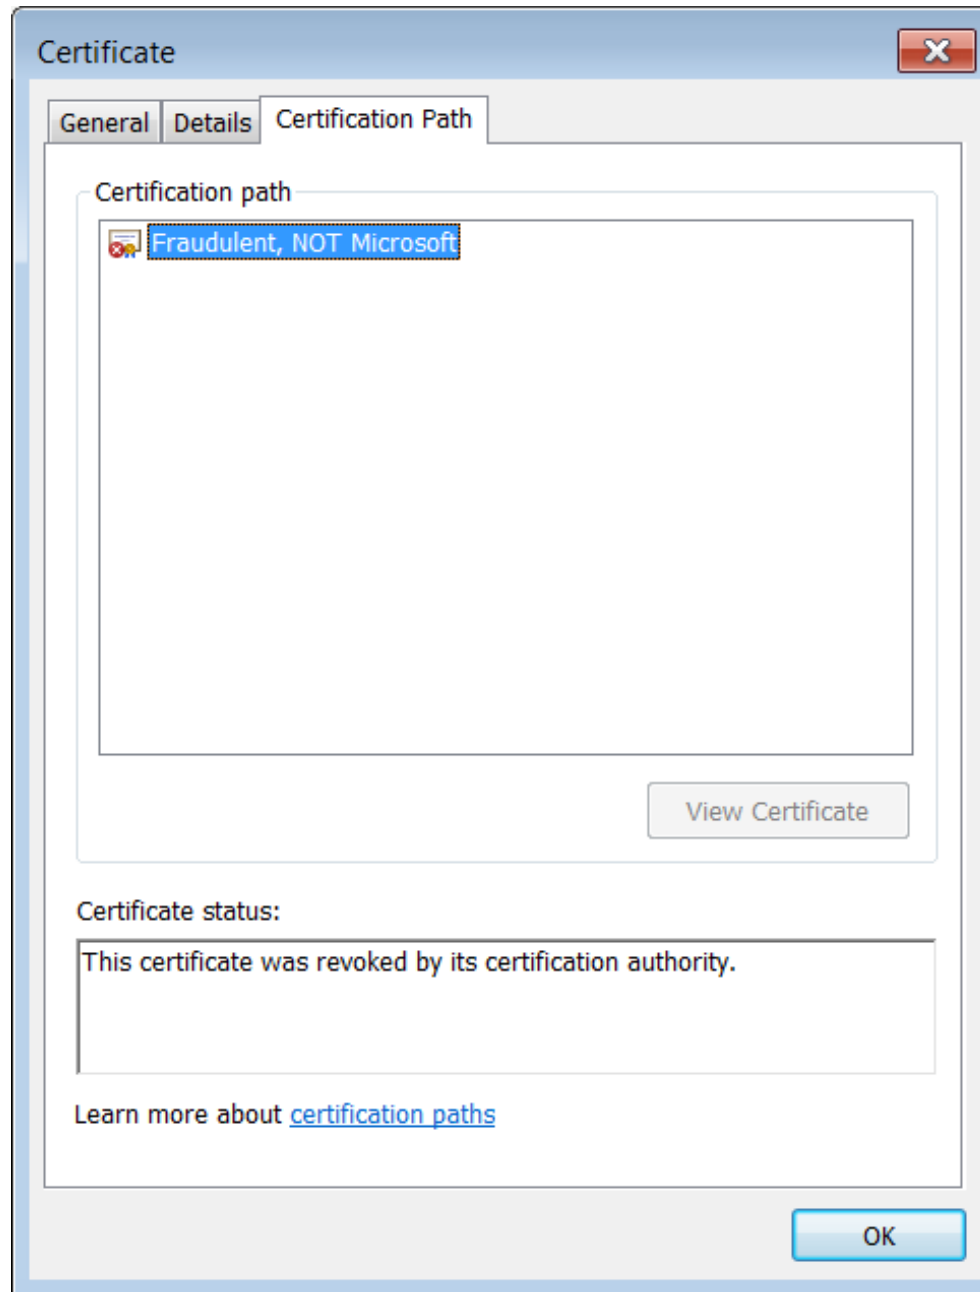 Certificate
General
Details
Certification Path
Certification path
Fraudulent, NOT Microsoft
View Certificate
Certificate status:
This certificate was revoked by its certification authority.
Learn more about certification paths
OK